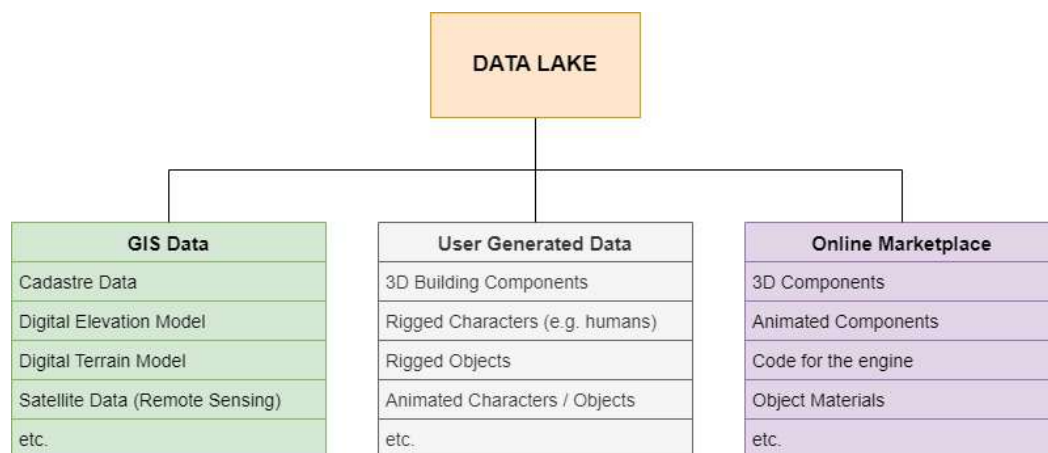 DATA LAKE
GIS Data
Cadastre Data
Digital Elevation Model
Digital Terrain Model
Satellite Data (Remote Sensing)
etc.
User Generated Data
3D Building Components
Rigged Characters (e.g. humans)
Rigged Objects
Animated Characters / Objects
etc.
Online Marketplace
3D Components
Animated Components
Code for the engine
Object Materials
etc.